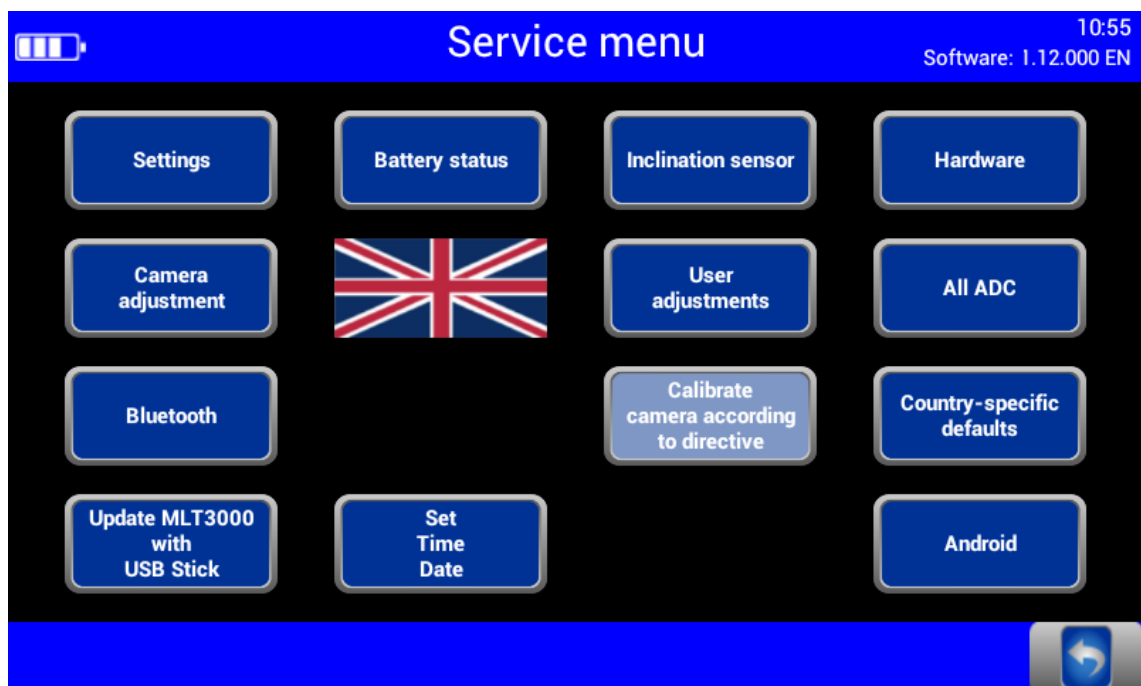 Service menu
10:55
Software: 1.12.000 EN
Settings
Battery status
Inclination sensor
Hardware
Camera
adjustment
User
adjustments
All ADC
Bluetooth
Calibrate
camera according
to directive
Country-specific
defaults
Update MLT3000
with
USB Stick
Set
Time
Date
Android